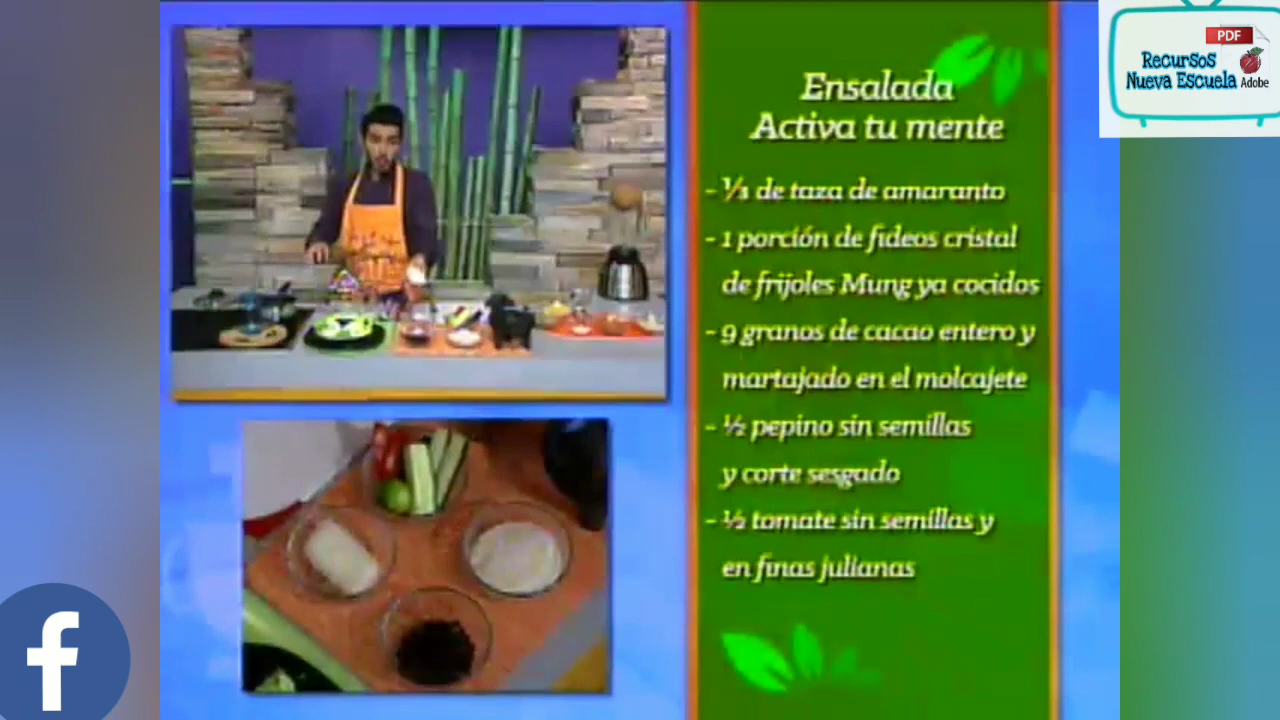 Ensalada
Activa tu mente
de taza de amaranto
- 1 porción de fideos cristal
de frijoles Mung ya cocidos
- 9 granos de cacao entero y
martajado en el molcajete
- ½ pepino sin semillas
y corte sesgado
- ½ tomate sin semillas y
en finas julianas
PDF
Recursos
Nueva Escuela
Adobe
f